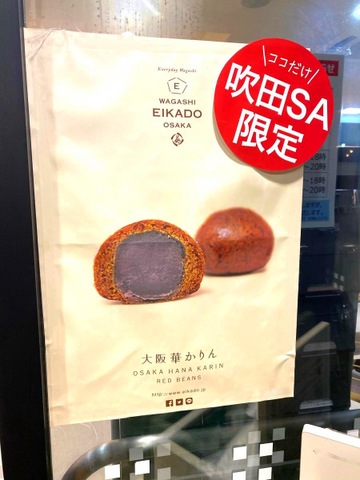 Everyday Wagashi
E
WAGASHI
EIKADO
OSAKA
ココだけ
吹田SA
限定
大阪華かりん
OSAKA HANA KARIN
RED BEANS
http://www.eikado.jp